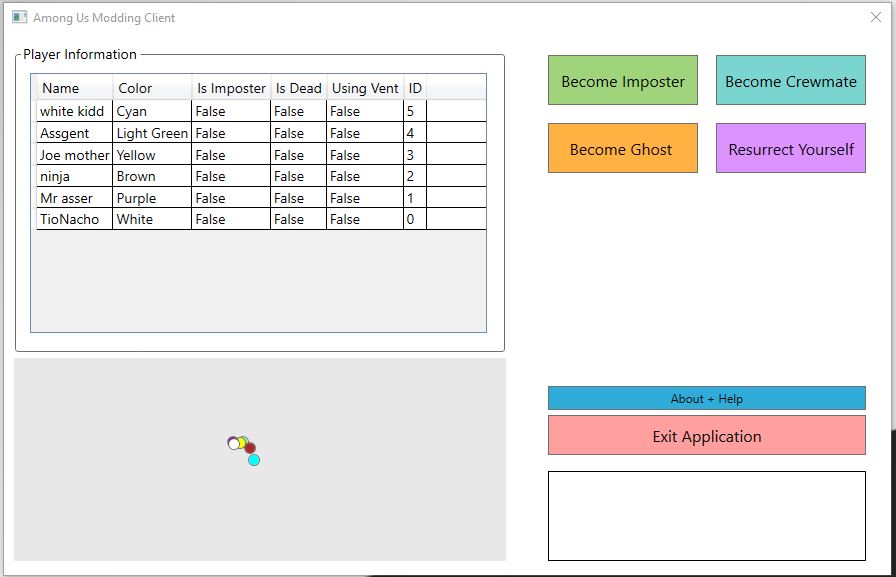 Among Us Modding Client
Player Information
Name Color Is Imposter Is Dead Using Vent ID
white kidd Cyan False False False 5
Assgent Light Green False False False 4
Joe mother Yellow False False False 3
ninja Brown False False False 2
Mr asser Purple False False False 1
TioNacho White False False False 0
Become Imposter Become Crewmate
Become Ghost Resurrect Yourself
About + Help
Exit Application